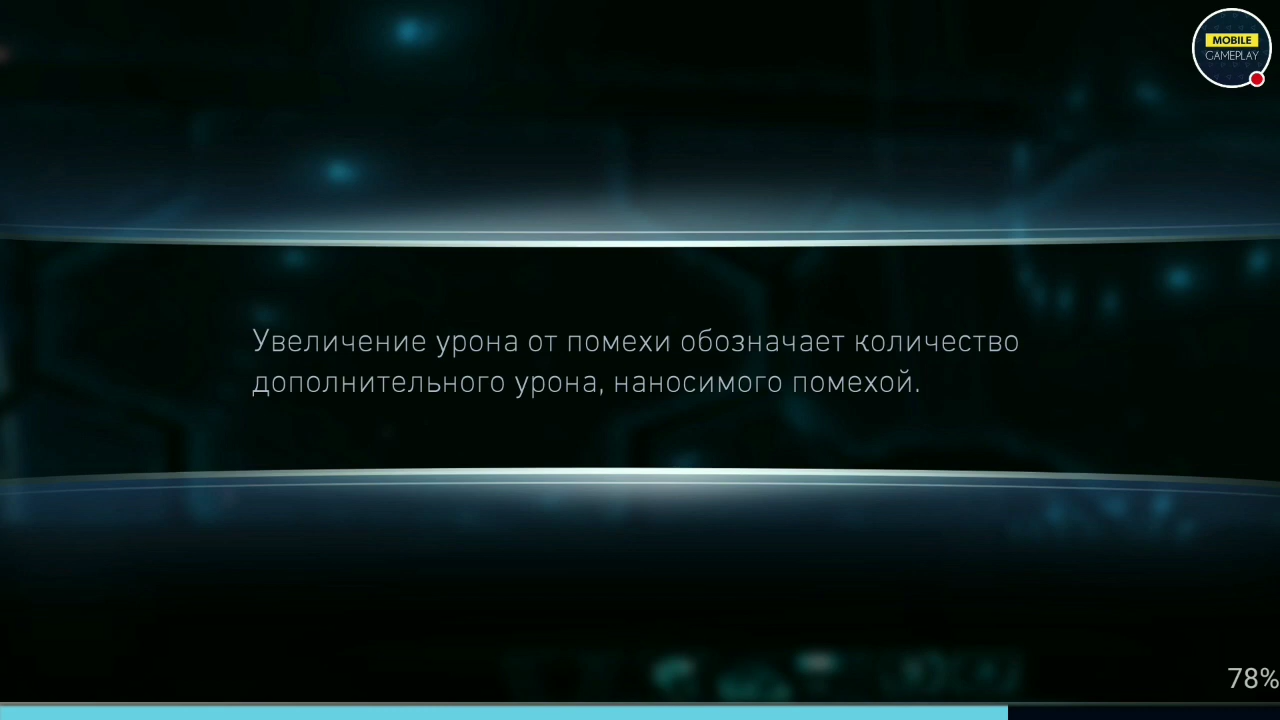 MOBILE
GAMEPLAY
Увеличение урона от помехи обозначает количество
дополнительного урона, наносимого помехой.
78%